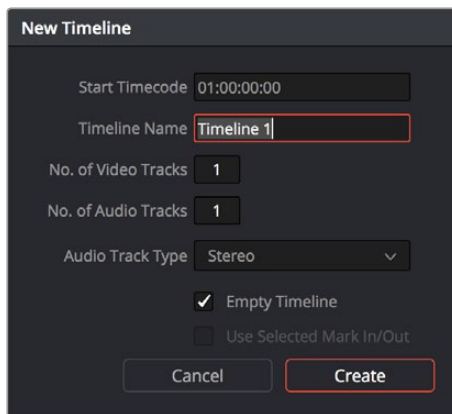 New Timeline
Start Timecode 01:00:00:00
Timeline Name Timeline 1
No. of Video Tracks 1
No. of Audio Tracks 1
Audio Track Type Stereo
Empty Timeline
Use Selected Mark In/Out
Cancel Create